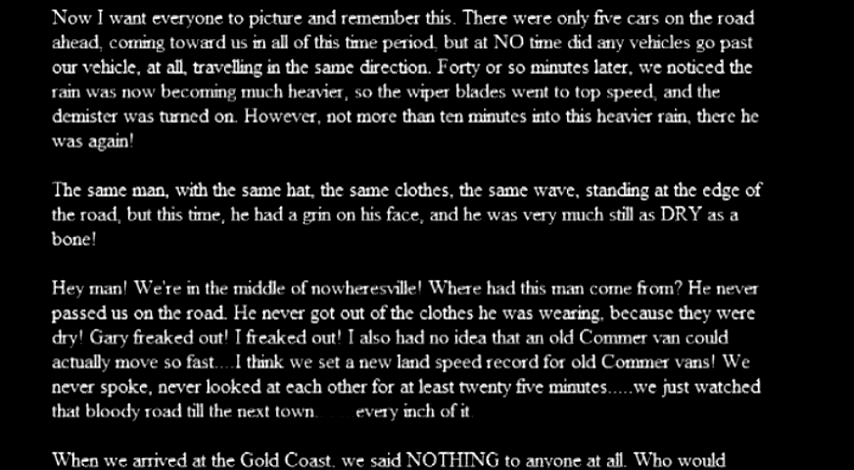 Now I want everyone to picture and remember this. There were only five cars on the road
ahead, coming toward us in all of this time period, but at NO time did any vehicles go past
our vehicle, at all, travelling in the same direction. Forty or so minutes later, we noticed the
rain was now becoming much heavier, so the wiper blades went to top speed, and the
demister was turned on. However, not more than ten minutes into this heavier rain, there he
was again!
The same man, with the same hat, the same clothes, the same wave, standing at the edge of
the road, but this time, he had a grin on his face, and he was very much still as DRY as a
bone!
Hey man! We're in the middle of nowheresville! Where had this man come from? He never
passed us on the road. He never got out of the clothes he was wearing, because they were
dry! Gary freaked out! I freaked out! I also had no idea that an old Commer van could
actually move so fast....I think we set a new land speed record for old Commer vans! We
never spoke, never looked at each other for at least twenty five minutes.....we just watched
that bloody road till the next town. every inch of it.
When we arrived at the Gold Coast, we said NOTHING to anyone at all. Who would